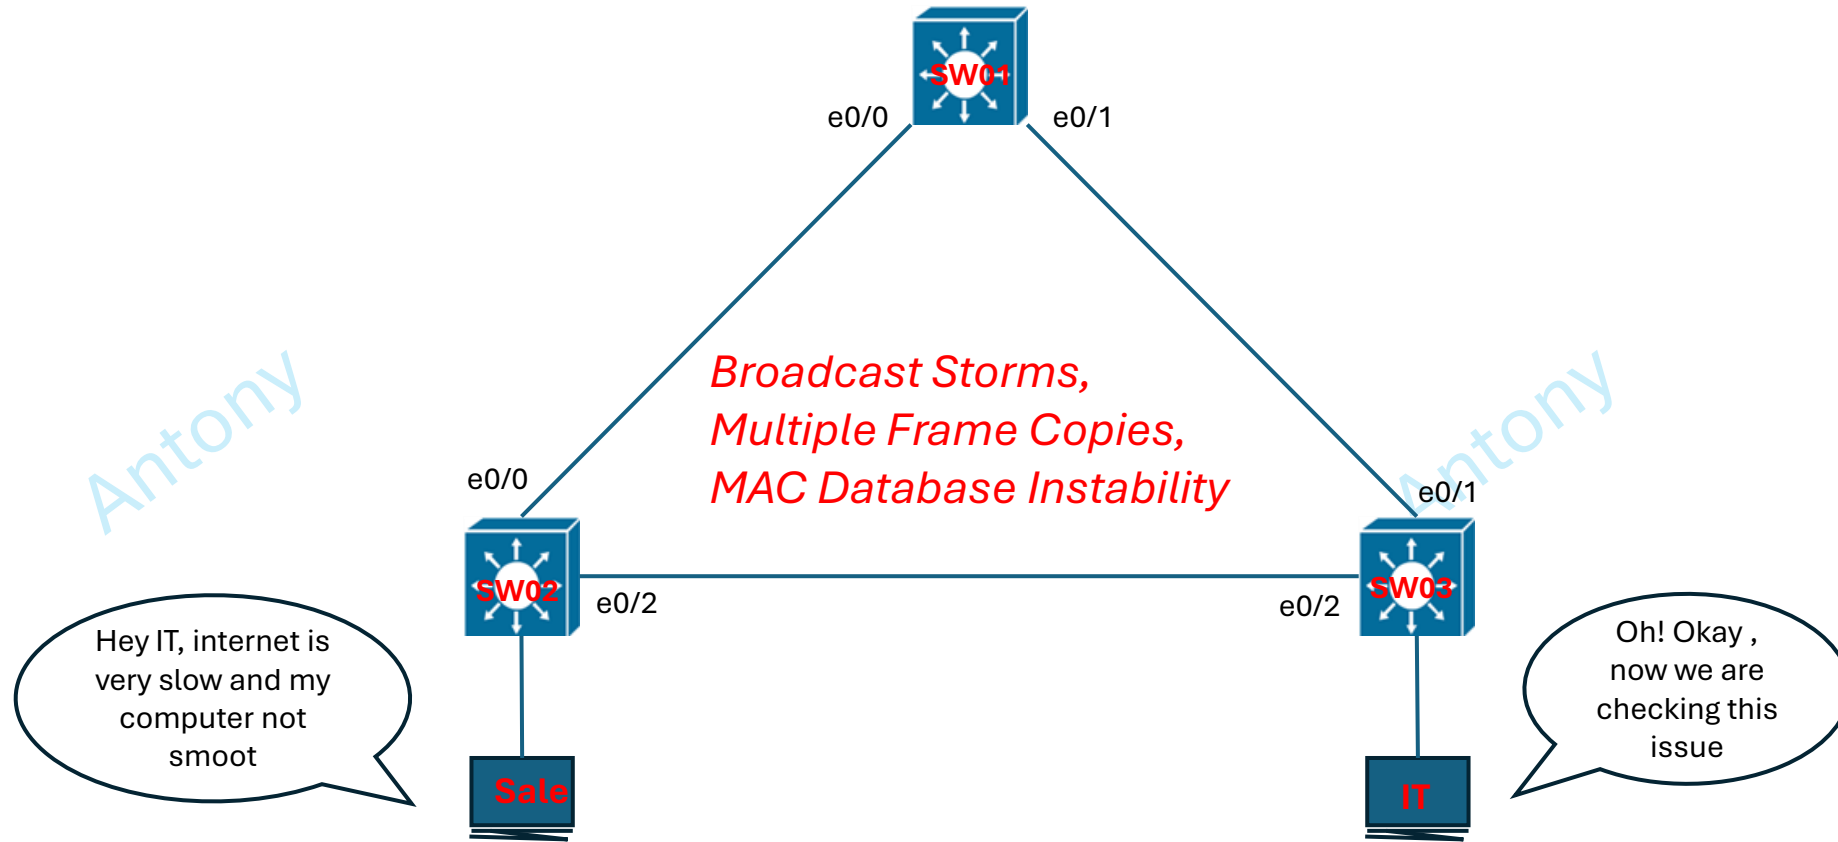 SW01
e0/0
e0/1
Broadcast Storms,
Multiple Frame Copies,
MAC Database Instability
Antony
Antony
e0/0
e0/1
SW02
SW03
e0/2
e0/2
Hey IT, internet is
very slow and my
computer not
smoot
Oh! Okay ,
now we are
checking this
issue
Sale
IT